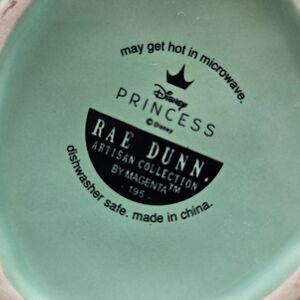 may get hot in microwave.
Disney
PRINCESS
© Disney
RAE DUNN.
ARTISAN COLLECTION
BY MAGENTA™
- 195 -
dishwasher safe. made in china.